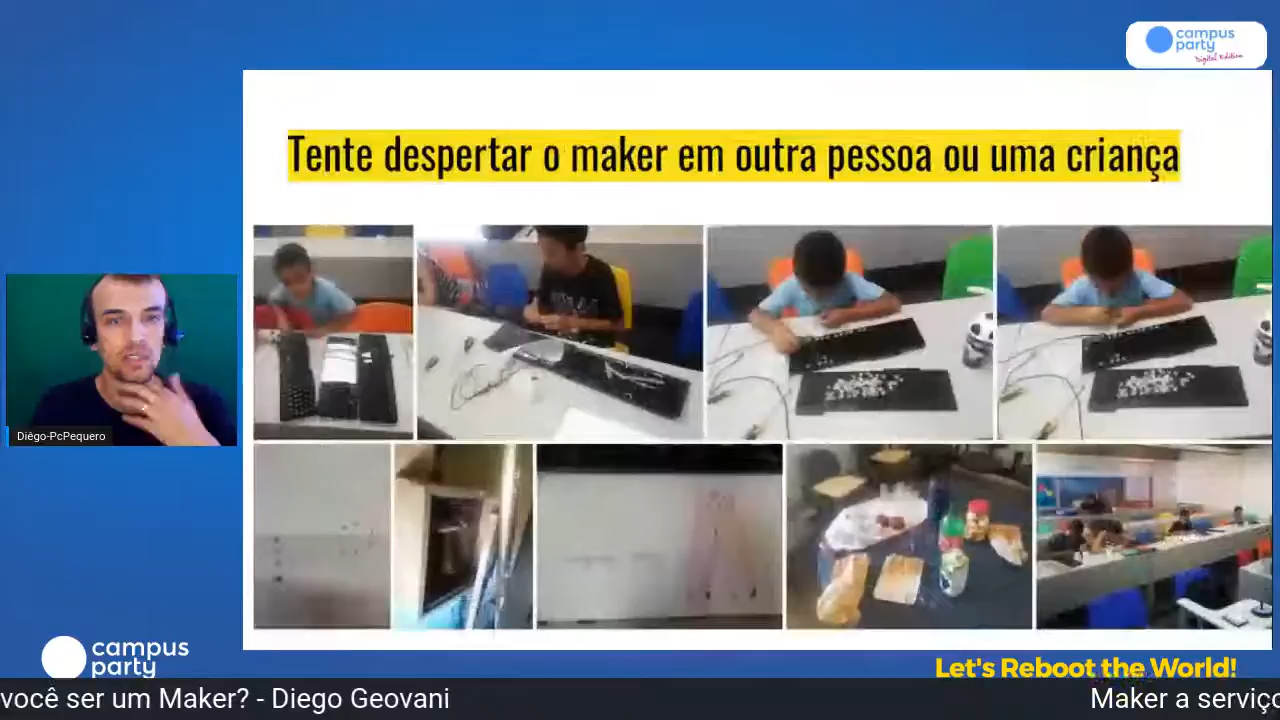 campus
party
Digital Edition
Tente despertar o maker em outra pessoa ou uma criança
Diêgo-PcPequero
campus
party
Let's Reboot the World!
você ser um Maker? - Diego Geovani
Maker a serviço